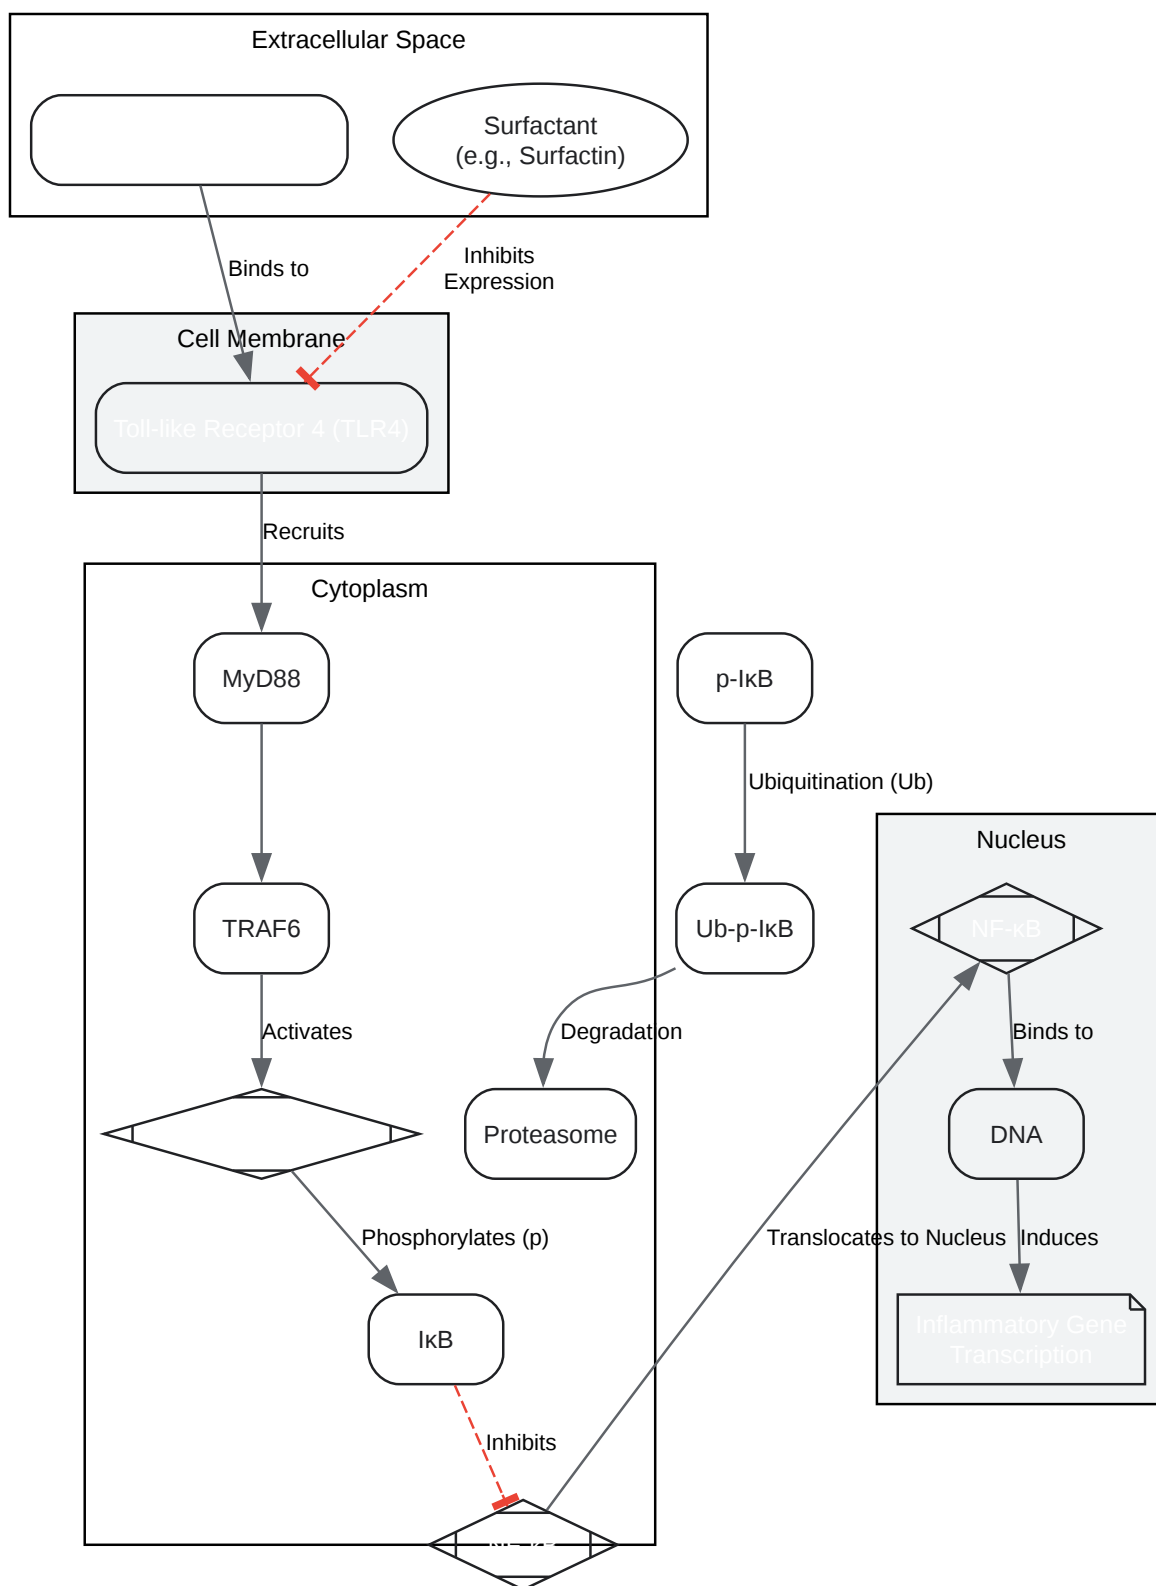 Extracellular Space
Surfactant
(e.g., Surfactin)
Inhibits
Expression
Binds to
Cell Membrane
Toll-like Receptor 4 (TLR4)
Recruits
Cytoplasm
MyD88
p-IκB
Ubiquitination (Ub)
Nucleus
TRAF6
Ub-p-IκB
NF-κB
Activates
Degradation
Binds to
Proteasome
DNA
Phosphorylates (p)
Translocates to Nucleus
Induces
IκB
Inflammatory Gene
Transcription
Inhibits
NF-κB